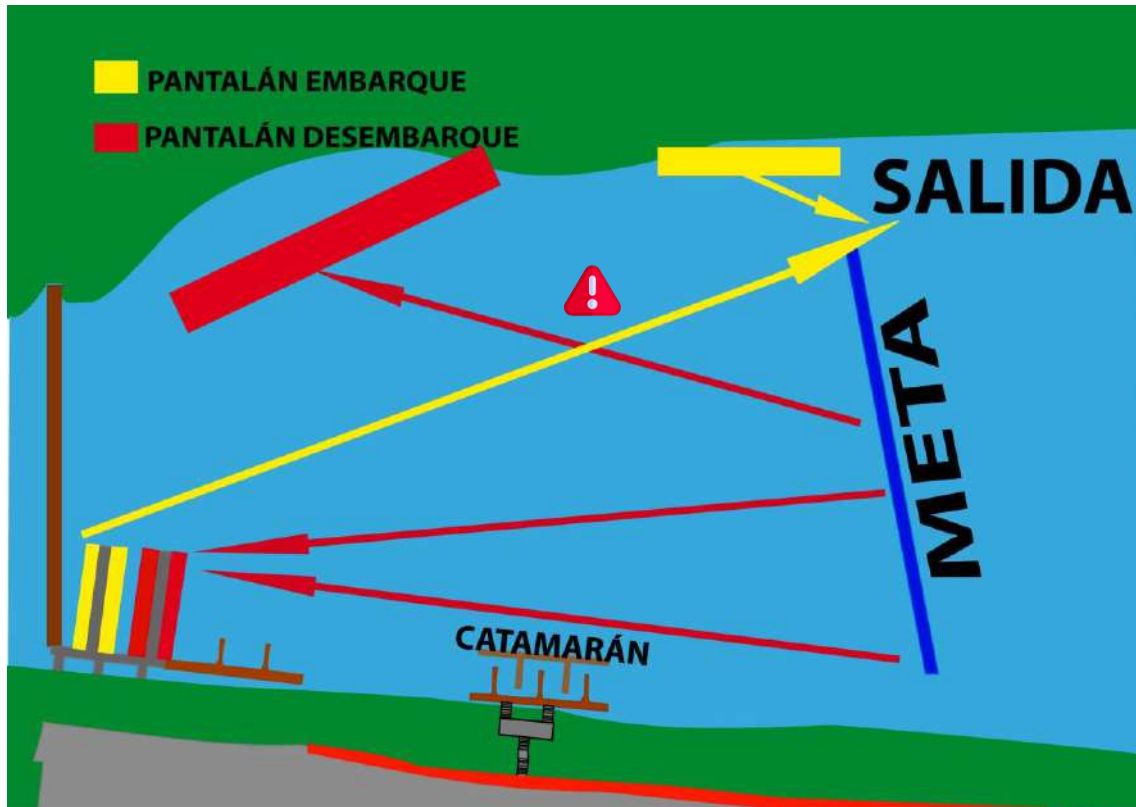 PANTALÁN EMBARQUE
PANTALÁN DESEMBARQUE
SALIDA
!
META
CATAMARÁN